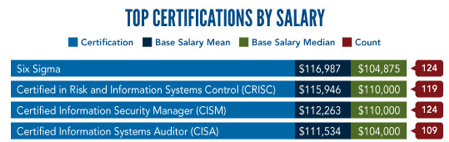 TOP CERTIFICATIONS BY SALARY
Certification Base Salary Mean Base Salary Median Count
Six Sigma $116,987 $104,875 124
Certified in Risk and Information Systems Control (CRISC) $115,946 $110,000 119
Certified Information Security Manager (CISM) $112,263 $110,000 124
Certified Information Systems Auditor (CISA) $111,534 $104,000 109